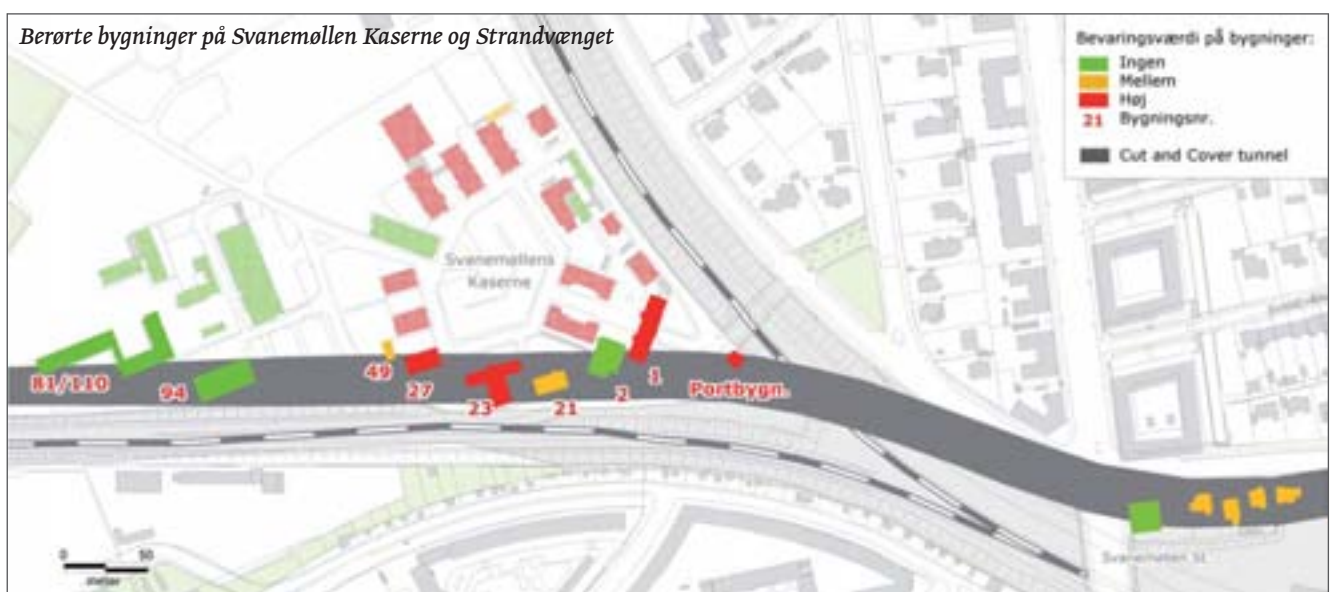 Berørte bygninger på Svanemøllen Kaserne og Strandvænget
Bevaringsværdi på bygninger:
Ingen
Mellem
Høj
21 Bygningsnr.
Cut and Cover tunnel
Svanemøllens
Kaserne
81/110
94
49
27
23
21
2
1
Portbygn.
0 50
meter
Svanemøllen St